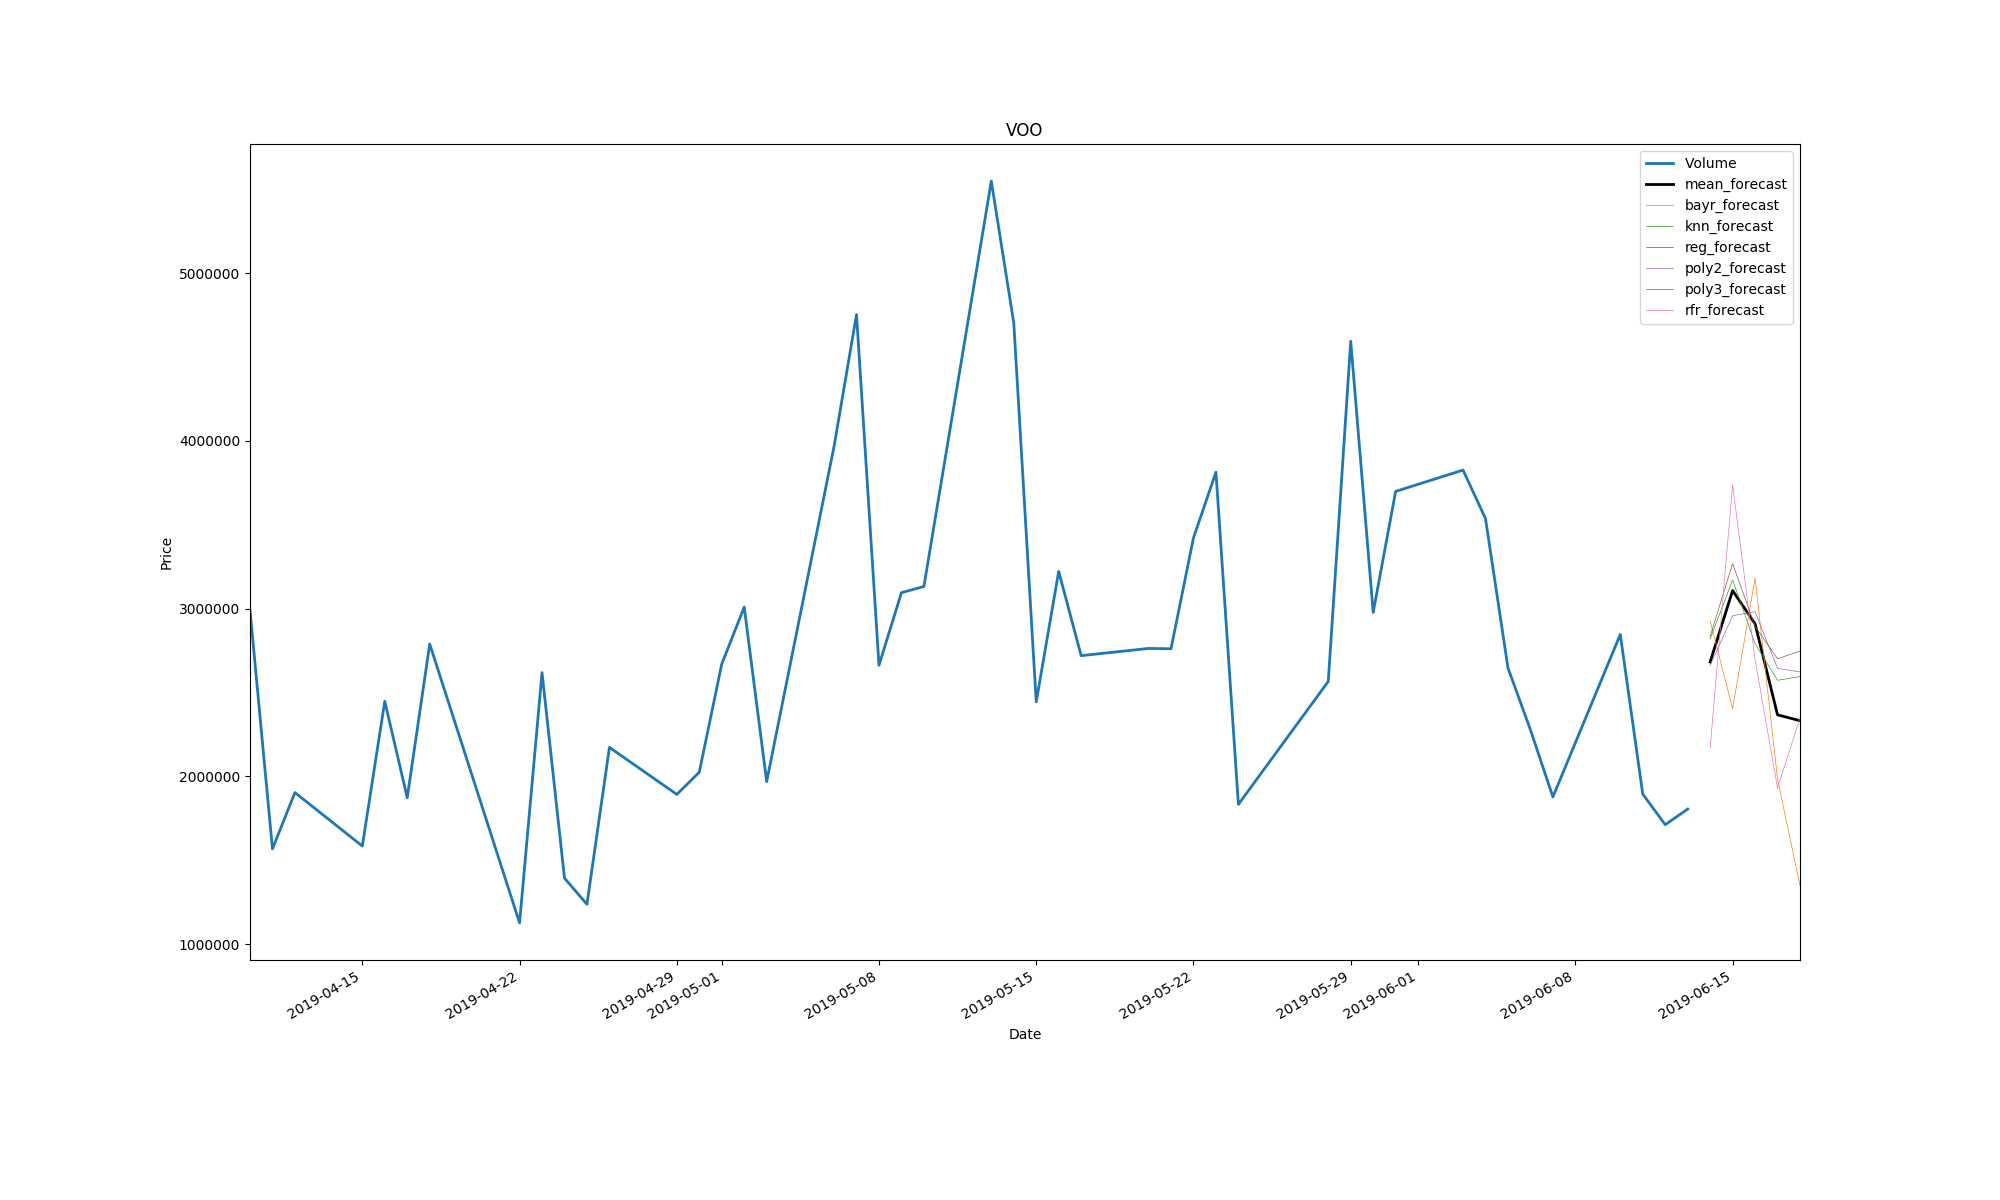 VOO
Volume
mean_forecast
bayr_forecast
knn_forecast
reg_forecast
poly2_forecast
poly3_forecast
rfr_forecast
Price
5000000
4000000
3000000
2000000
1000000
2019-04-15
2019-04-22
2019-04-29
2019-05-01
2019-05-08
2019-05-15
2019-05-22
2019-05-29
2019-06-01
2019-06-08
2019-06-15
Date